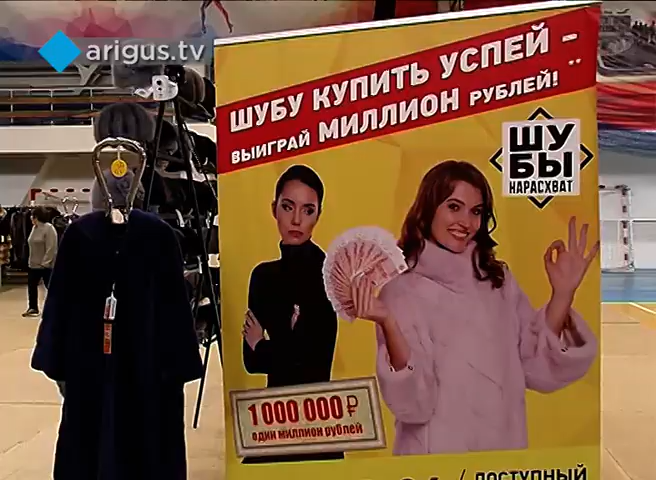 arigus.tv
ШУБУ КУПИТЬ УСПЕЙ -
ВЫИГРАЙ МИЛЛИОН РУБЛЕЙ!
ШУ
БЫ
НАРАСХВАТ
1 000 000 ₽
один миллион рублей
ДОСТУПНЫЙ